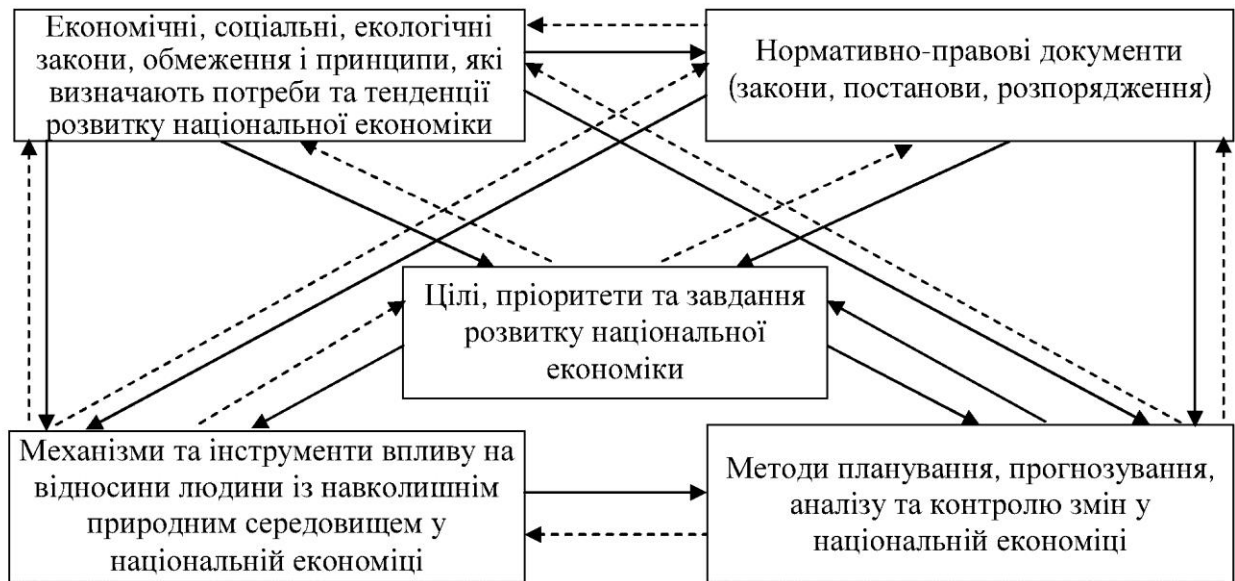 Економічні, соціальні, екологічні
закони, обмеження і принципи, які
визначають потреби та тенденції
розвитку національної економіки
Нормативно-правові документи
(закони, постанови, розпорядження)
Цілі, пріоритети та завдання
розвитку національної
економіки
Механізми та інструменти впливу на
відносини людини із навколишнім
природним середовищем у
національній економіці
Методи планування, прогнозування,
аналізу та контролю змін у
національній економіці